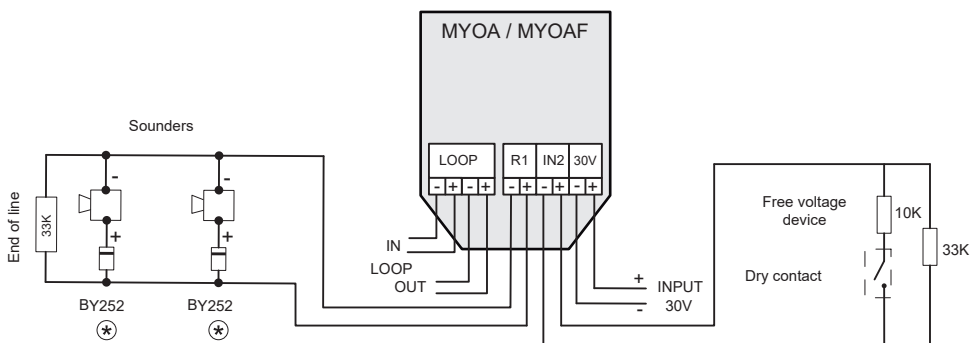 MYOA / MYOAF
Sounders
LOOP R1 IN2 30V
- + - + - + - + - +
End of line
33K
-
-
+
+
BY252
BY252
*
*
IN
LOOP
OUT
+ INPUT
- 30V
Free voltage
device
10K
Dry contact
33K